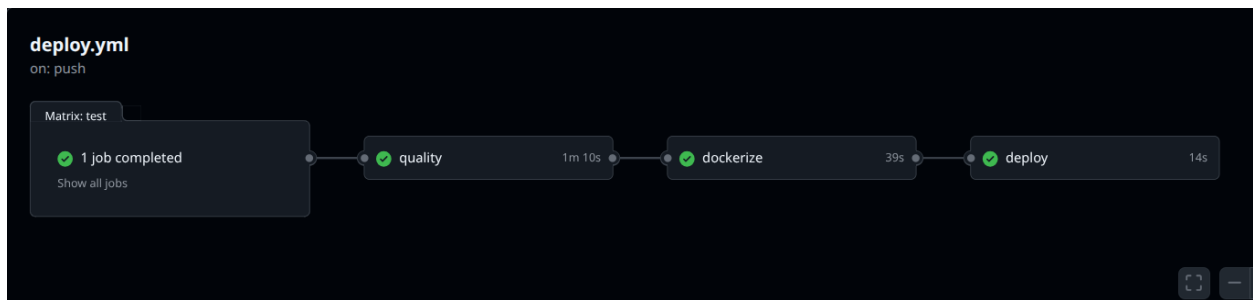 deploy.yml
on: push
Matrix: test
1 job completed
Show all jobs
quality 1m 10s
dockerize 39s
deploy 14s